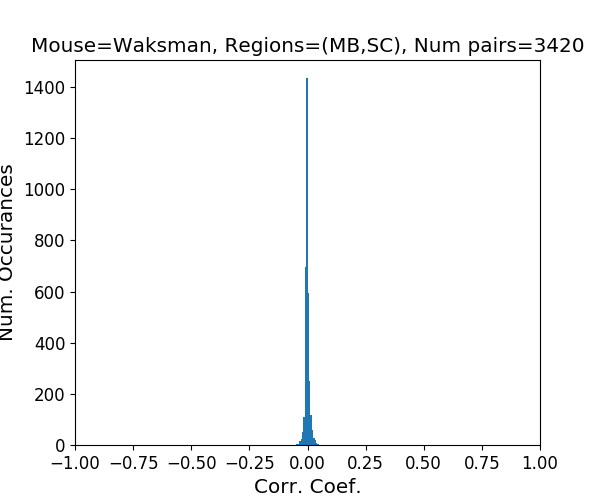 Mouse=Waksman, Regions=(MB,SC), Num pairs=3420
1400
1200
1000
800
600
400
200
0
Num. Occurances
−1.00 −0.75 −0.50 −0.25 0.00 0.25 0.50 0.75 1.00
Corr. Coef.